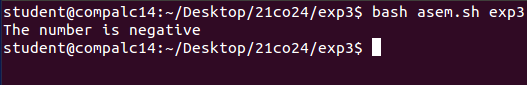 student@compalc14:~/Desktop/21co24/exp3$ bash asem.sh exp3
The number is negative
student@compalc14:~/Desktop/21co24/exp3$